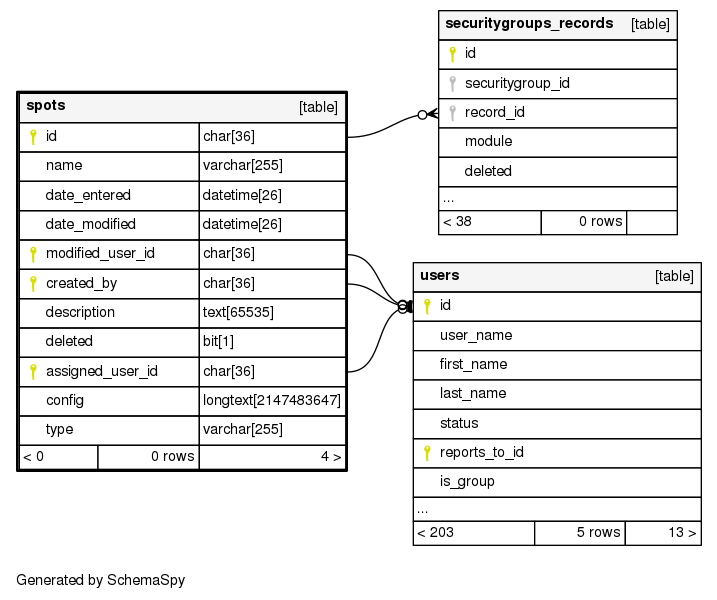 securitygroups_records [table]
id
securitygroup_id
record_id
module
deleted
...
< 38 0 rows
spots [table]
id char[36]
name varchar[255]
date_entered datetime[26]
date_modified datetime[26]
modified_user_id char[36]
created_by char[36]
description text[65535]
deleted bit[1]
assigned_user_id char[36]
config longtext[2147483647]
type varchar[255]
< 0 0 rows 4 >
users [table]
id
user_name
first_name
last_name
status
reports_to_id
is_group
...
< 203 5 rows 13 >
Generated by SchemaSpy